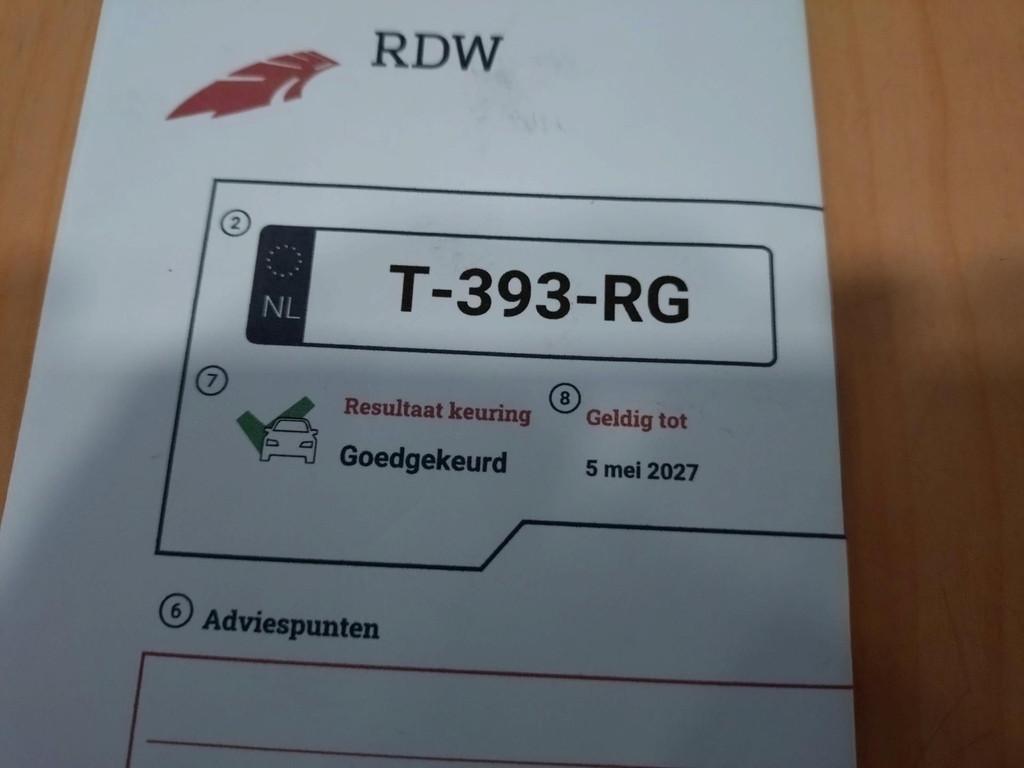 RDW
2
NL
T-393-RG
7
Resultaat keuring
8
Geldig tot
Goedgekeurd
5 mei 2027
6 Adviespunten